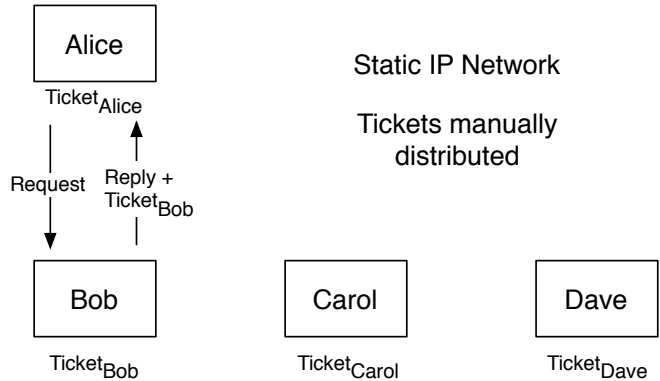 Alice
Static IP Network
TicketAlice
Tickets manually
distributed
Request
Reply +
TicketBob
Bob
Carol
Dave
TicketBob
TicketCarol
TicketDave